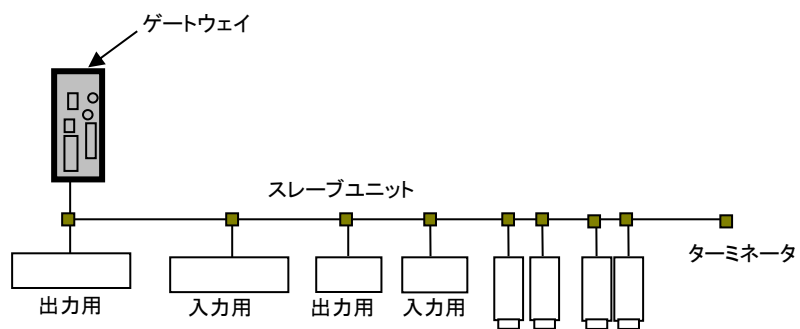 ゲートウェイ
スレーブユニット
ターミネータ
出力用
入力用
出力用
入力用